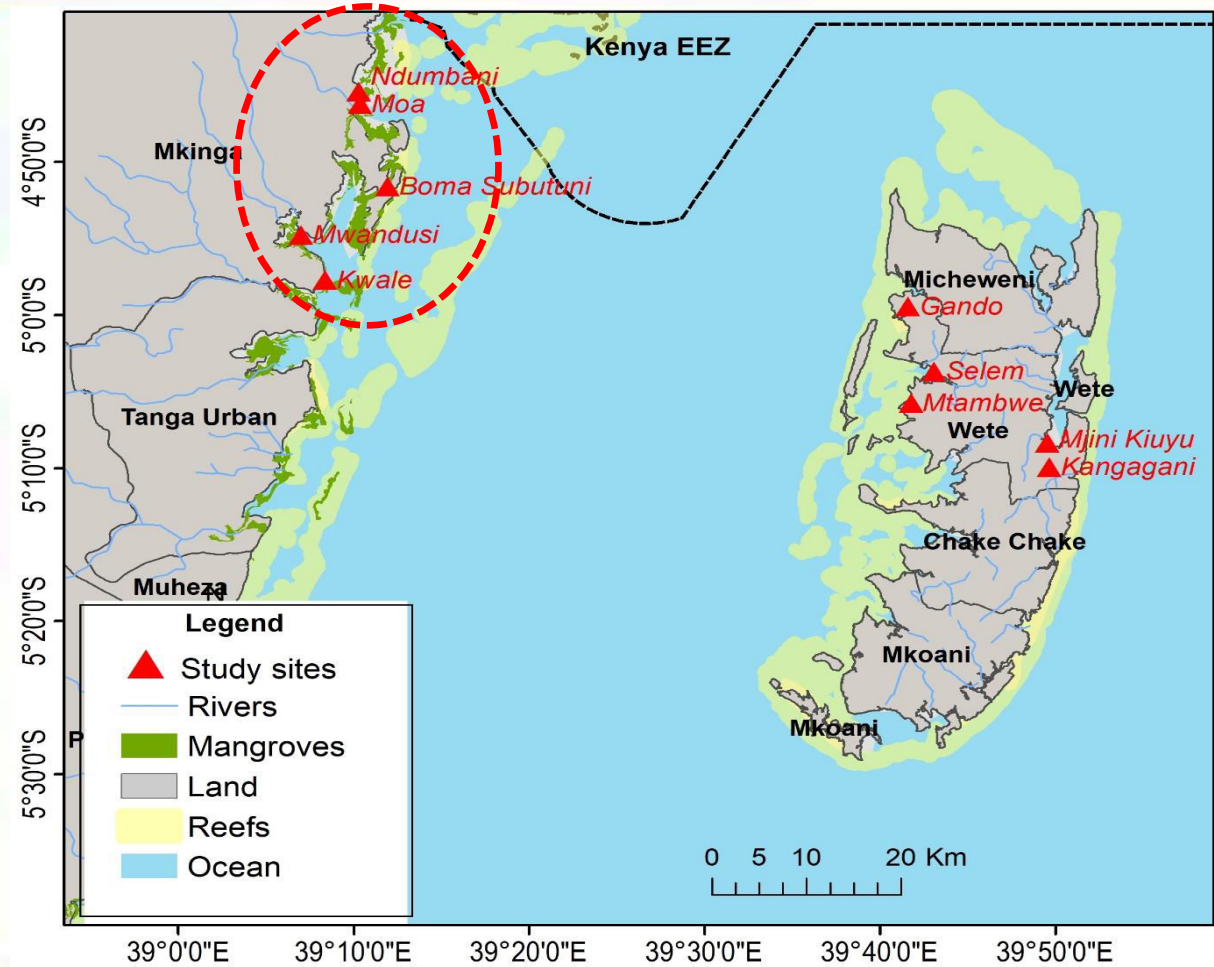 Kenya EEZ
Ndumbani
Moa
Mkinga
Boma Subutuni
Mwandusi
Kwale
Micheweni
Gando
Selem
Wete
Mtambwe
Wete
Mjini Kiuyu
Kangagani
Tanga Urban
Chake Chake
Muheza
N
Mkoani
Mkoani
P
Legend
Study sites
Rivers
Mangroves
Land
Reefs
Ocean
0 5 10 20 Km
4°50'0"S
5°0'0"S
5°10'0"S
5°20'0"S
5°30'0"S
39°0'0"E 39°10'0"E 39°20'0"E 39°30'0"E 39°40'0"E 39°50'0"E